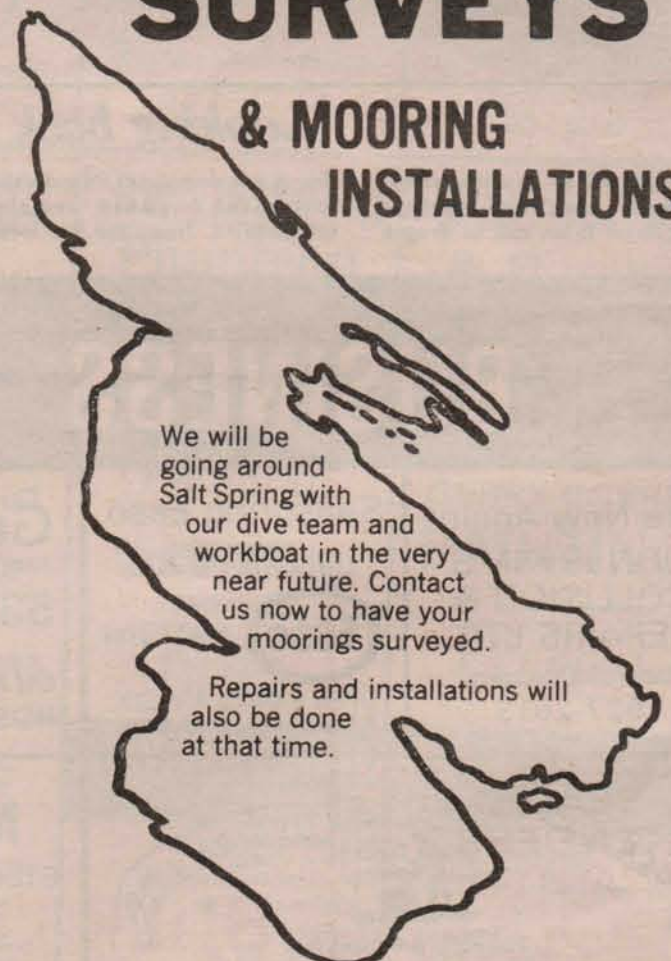 SURVEYS
& MOORING
INSTALLATIONS
We will be
going around
Salt Spring with
our dive team and
workboat in the very
near future. Contact
us now to have your
moorings surveyed.
Repairs and installations will
also be done
at that time.